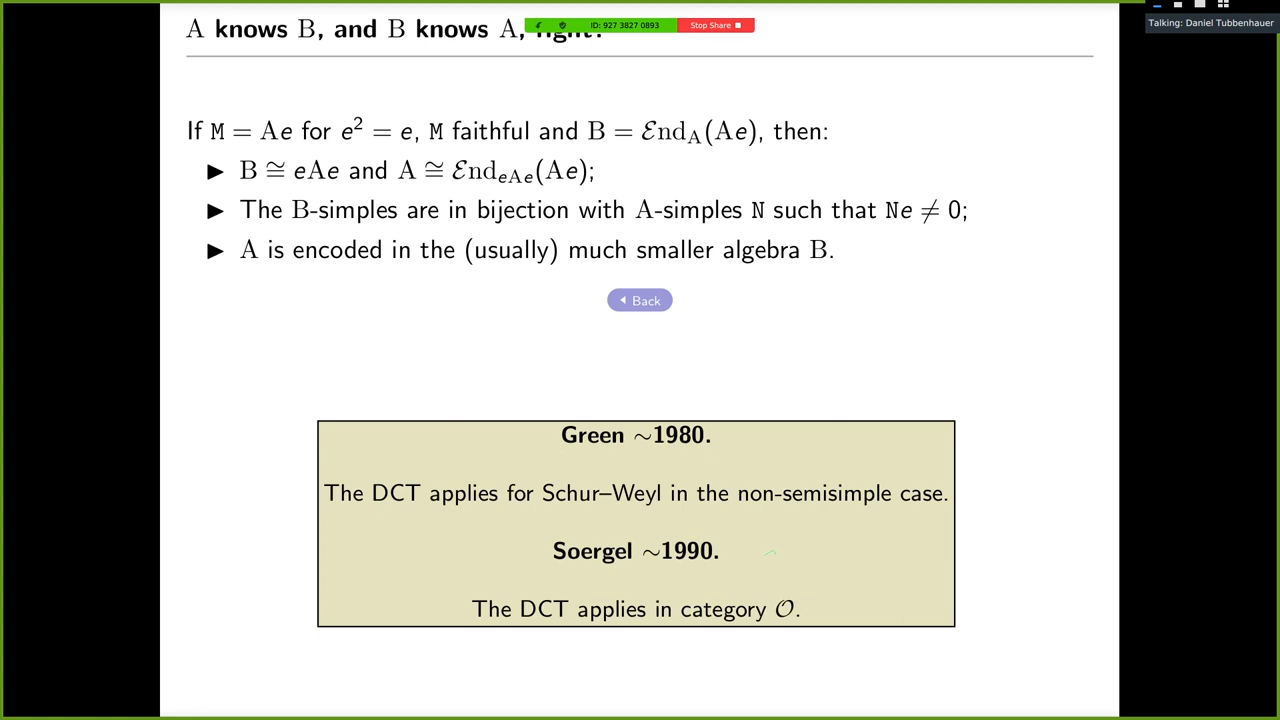 Talking: Daniel Tubbenhauer
ID: 927 3827 0893 Stop Share
A knows B, and B knows A, right?
If M = Ae for e² = e, M faithful and B = ℰnd_A(Ae), then:
▶ B ≅ eAe and A ≅ ℰnd_{eAe}(Ae);
▶ The B-simples are in bijection with A-simples N such that Ne ≠ 0;
▶ A is encoded in the (usually) much smaller algebra B.
Back
Green ∼1980.
The DCT applies for Schur–Weyl in the non-semisimple case.
Soergel ∼1990.
The DCT applies in category 𝒪.